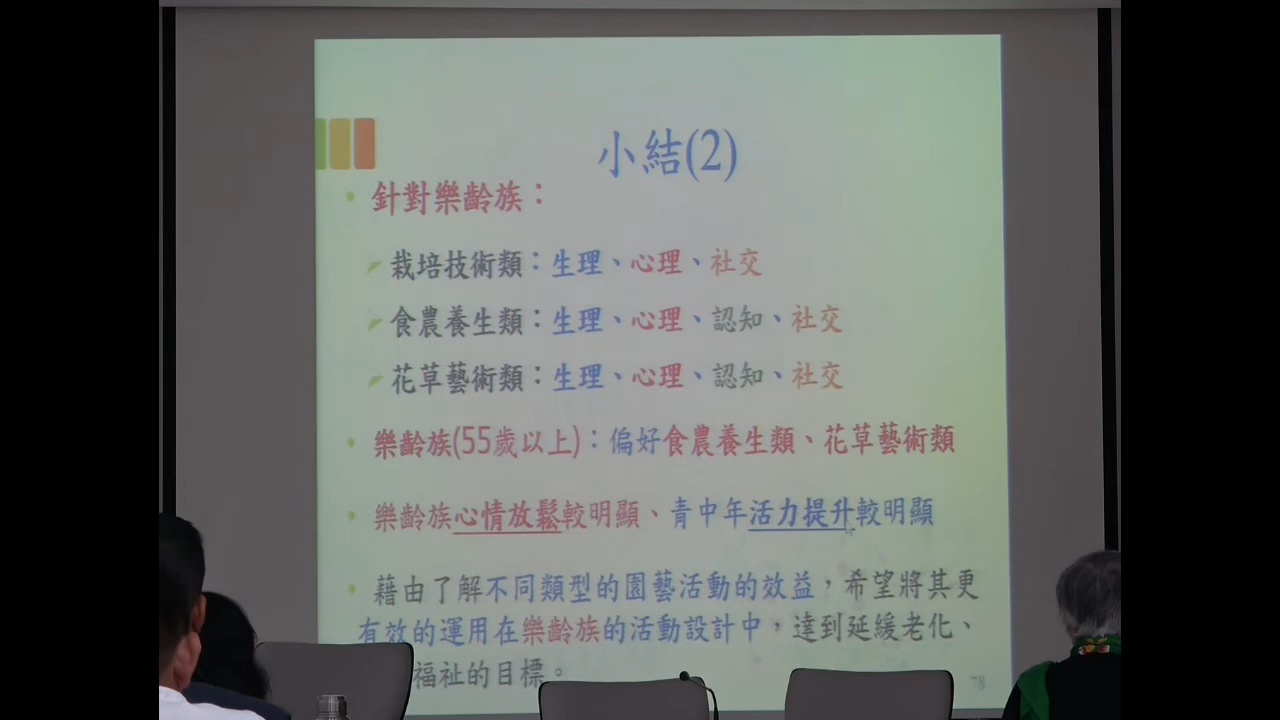 小結(2)
針對樂齡族：
栽培技術類：生理、心理、社交
食農養生類：生理、心理、認知、社交
花草藝術類：生理、心理、認知、社交
樂齡族(55歲以上)：偏好食農養生類、花草藝術類
樂齡族心情放鬆較明顯、青中年活力提升較明顯
藉由了解不同類型的園藝活動的效益，希望將其更
有效的運用在樂齡族的活動設計中，達到延緩老化、
福祉的目標。
78